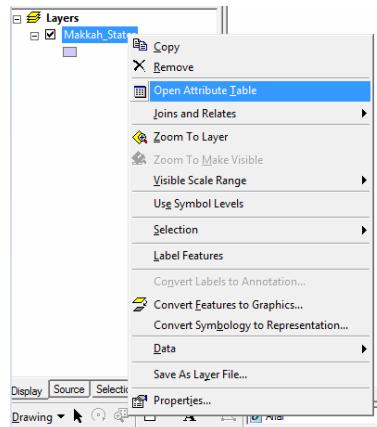 Layers
Makkah_States
Copy
Remove
Open Attribute Table
Joins and Relates
Zoom To Layer
Zoom To Make Visible
Visible Scale Range
Use Symbol Levels
Selection
Label Features
Convert Labels to Annotation...
Convert Features to Graphics...
Convert Symbology to Representation...
Data
Save As Layer File...
Properties...
Display Source Selectio
Drawing A Arial